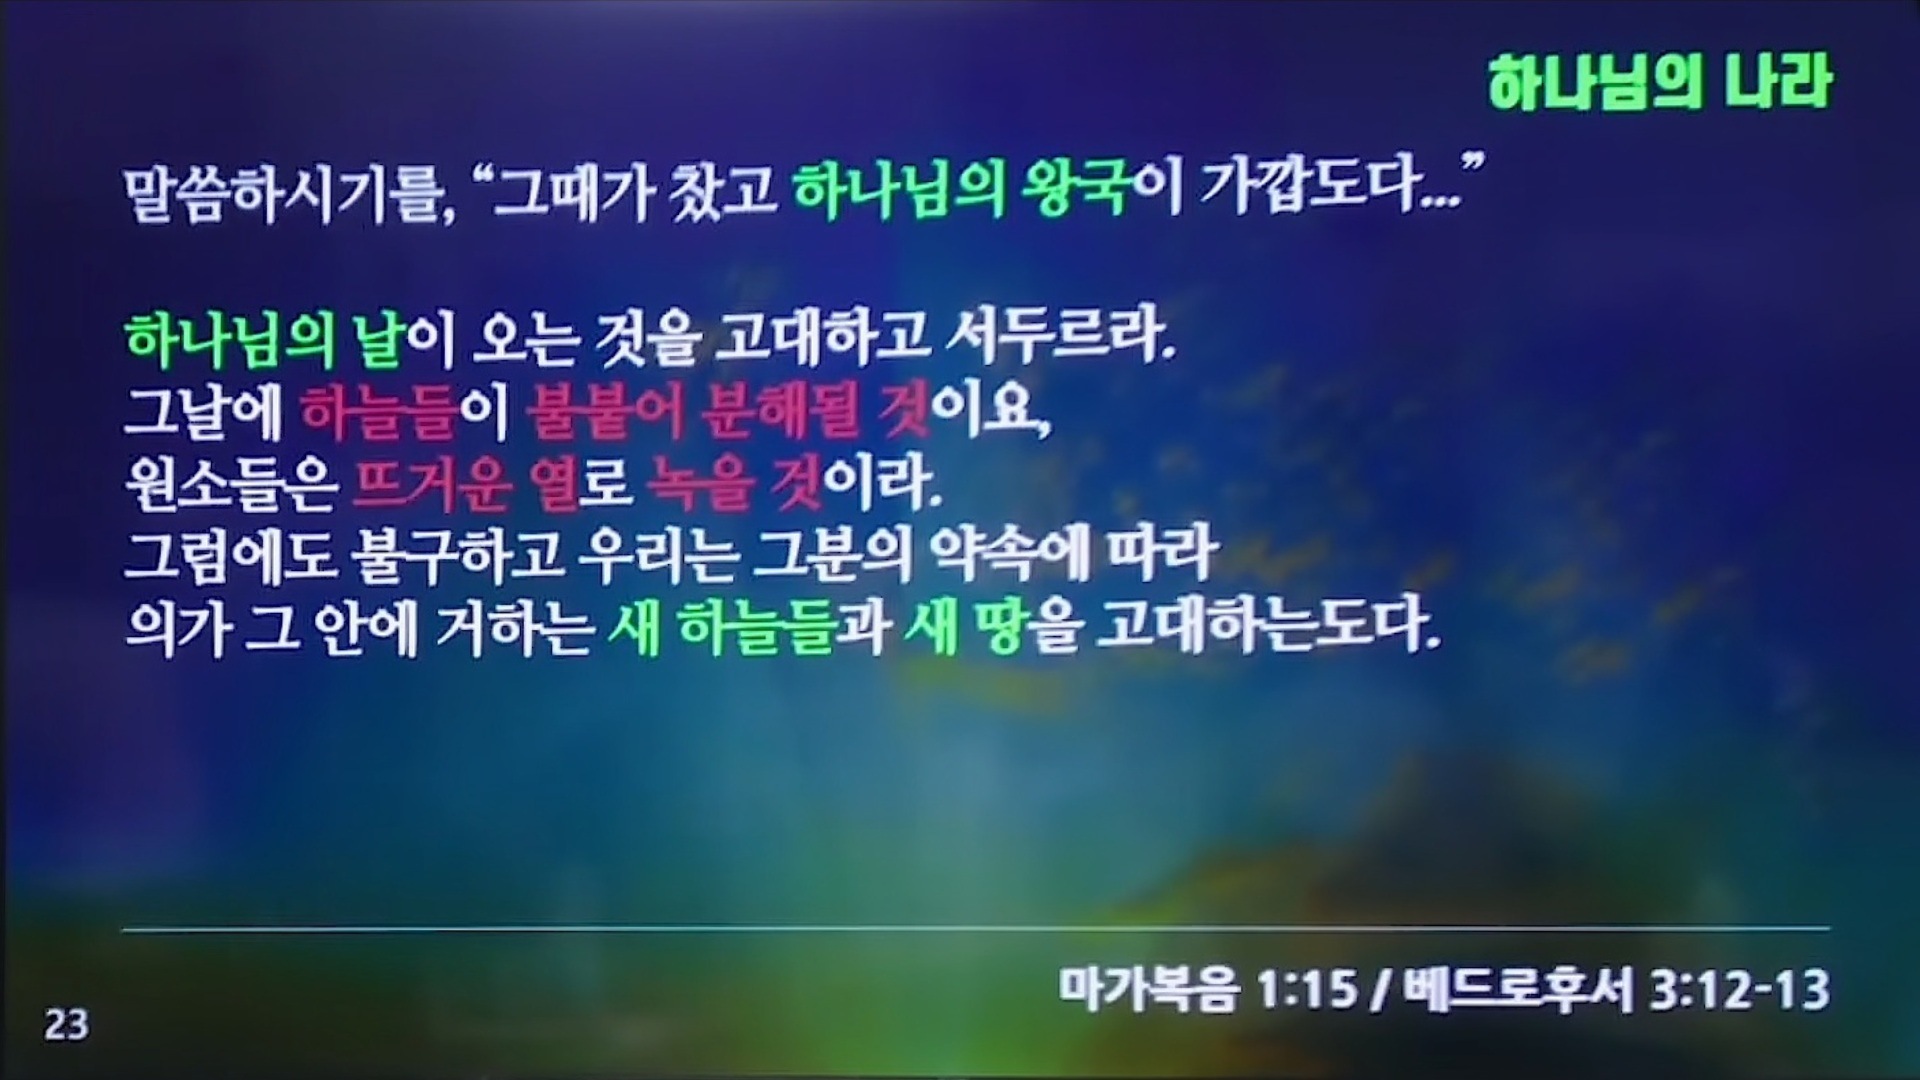 하나님의 나라
말씀하시기를, “그때가 찼고 하나님의 왕국이 가깝도다...”
하나님의 날이 오는 것을 고대하고 서두르라.
그날에 하늘들이 불붙어 분해될 것이요,
원소들은 뜨거운 열로 녹을 것이라.
그럼에도 불구하고 우리는 그분의 약속에 따라
의가 그 안에 거하는 새 하늘들과 새 땅을 고대하는도다.
마가복음 1:15 / 베드로후서 3:12-13
23